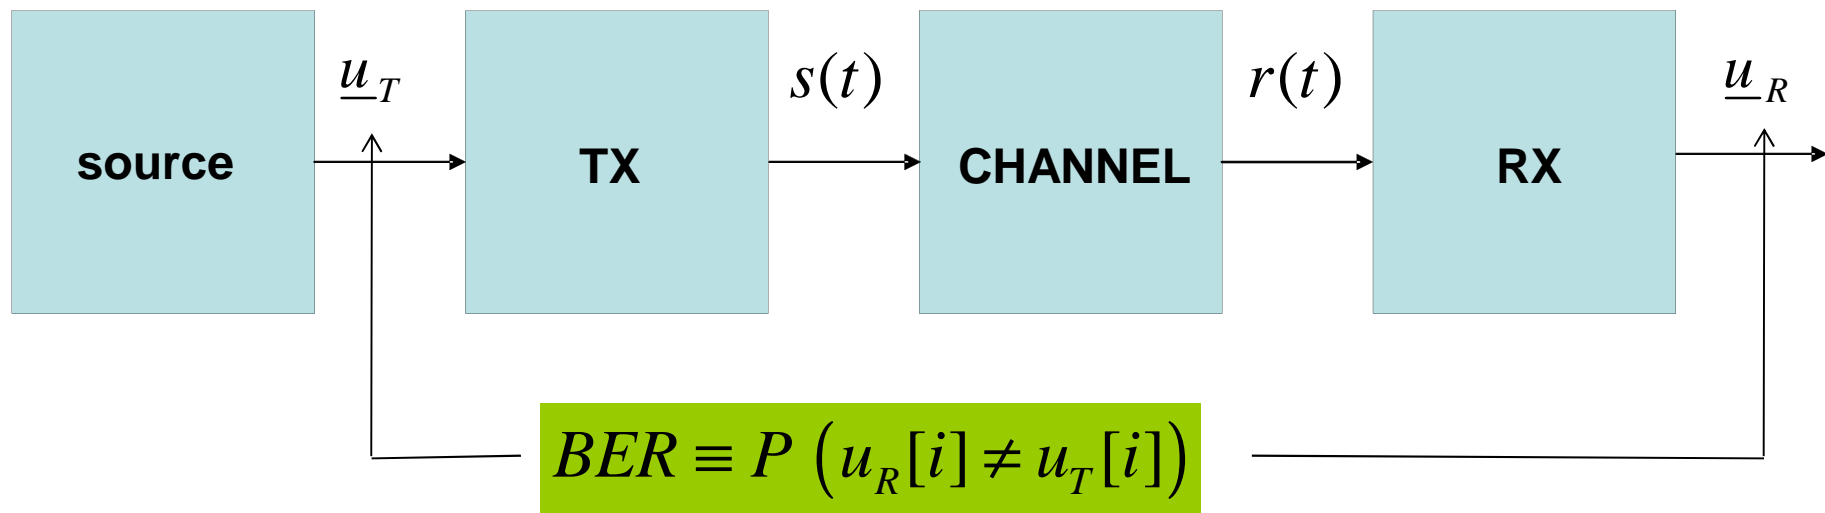 u_T
s(t)
r(t)
u_R
source
TX
CHANNEL
RX
BER ≡ P (u_R[i] ≠ u_T[i])